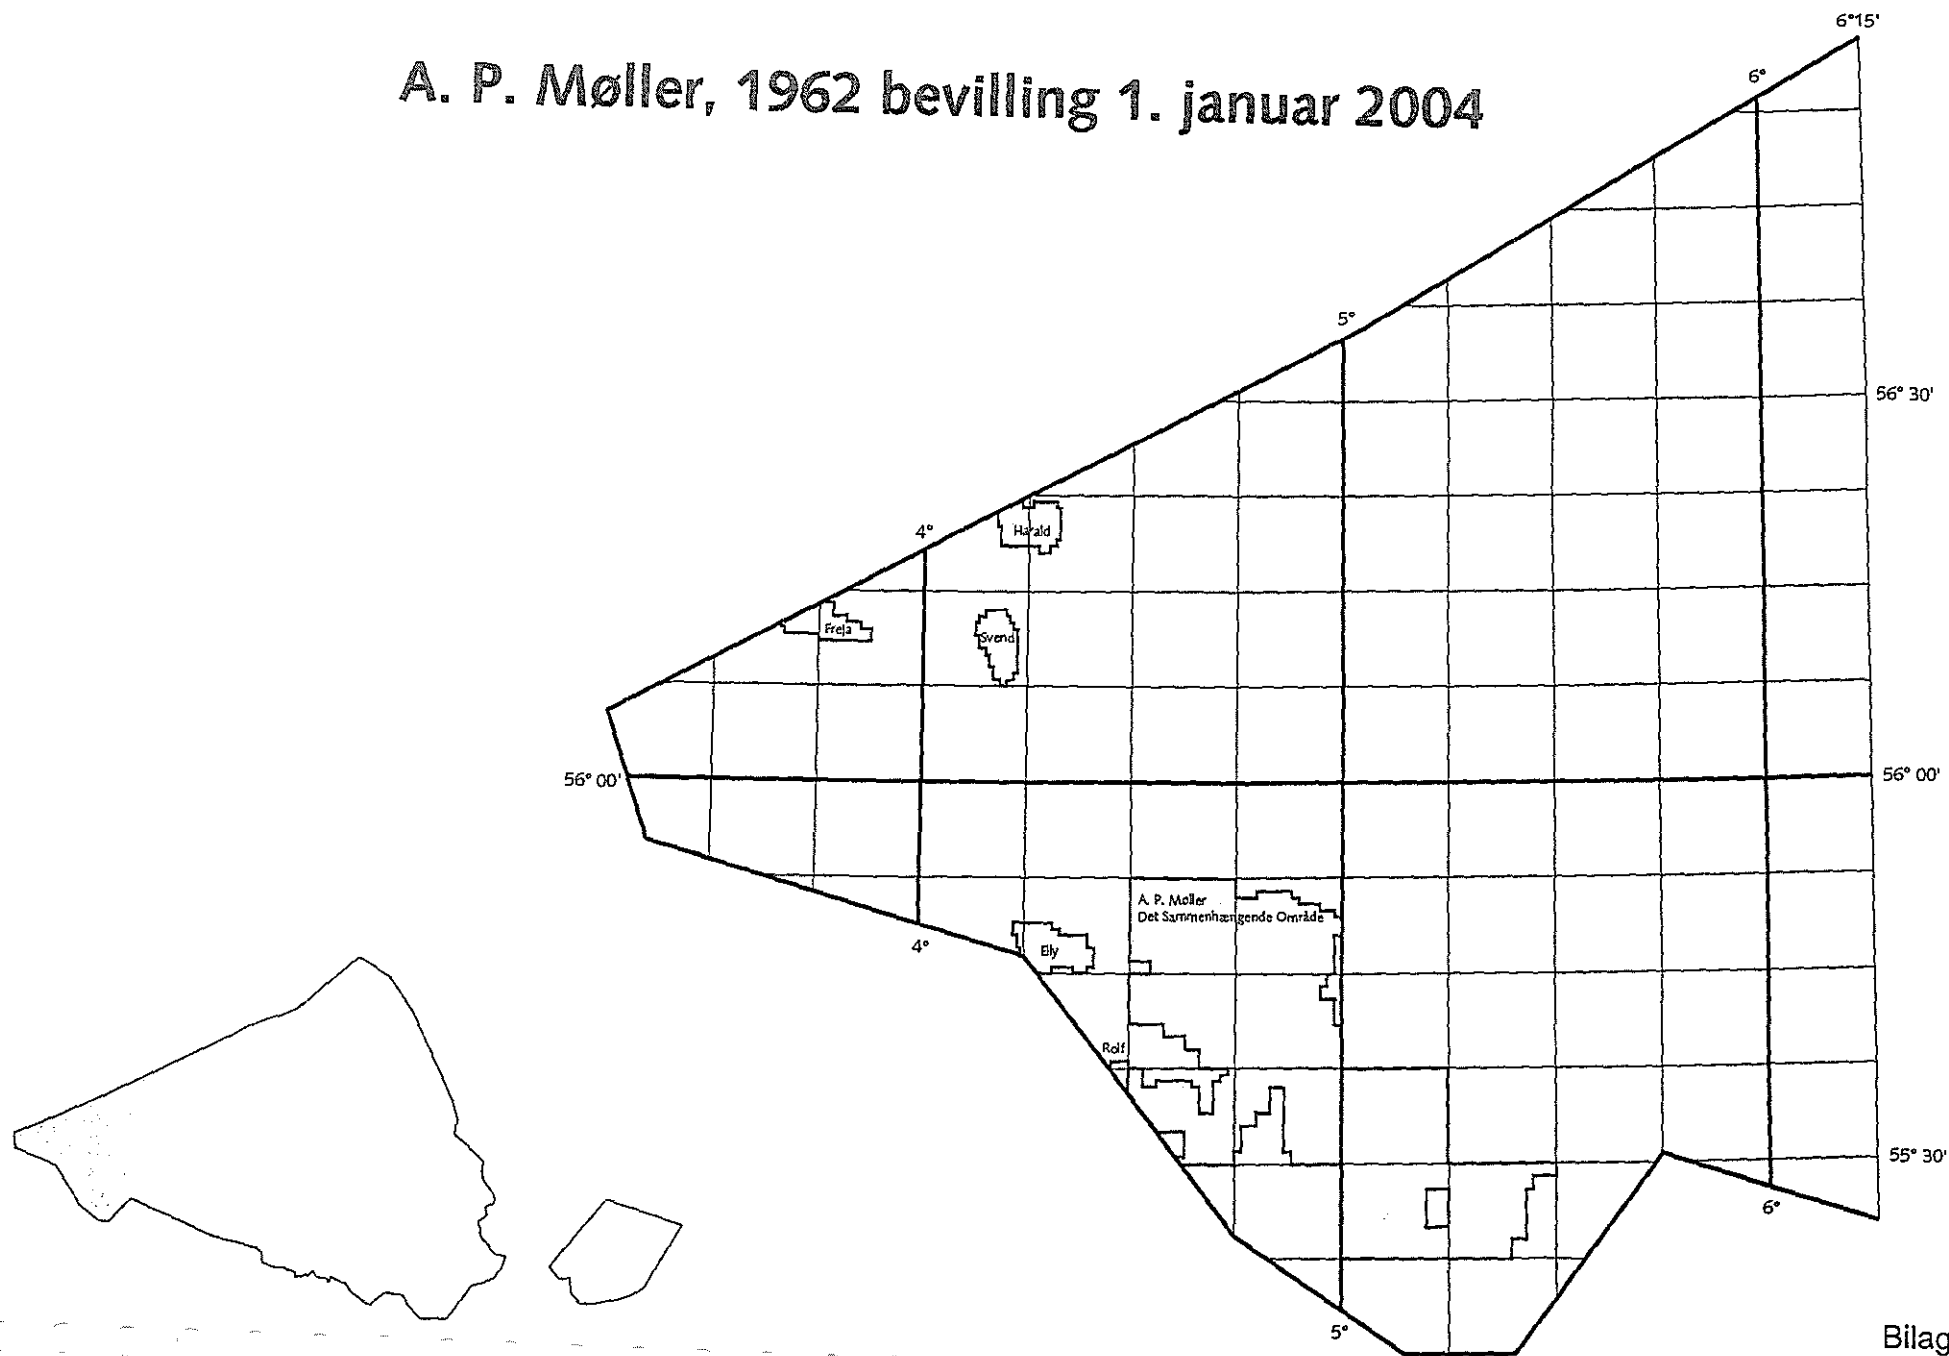 A. P. Møller, 1962 bevilling 1. januar 2004
6°15'
6°
5°
56° 30'
4°
Harald
Freja
Svend
56° 00'
56° 00'
A. P. Møller
Det Sammenhængende Område
4°
Elly
Rolf
55° 30'
6°
5°
Bilag